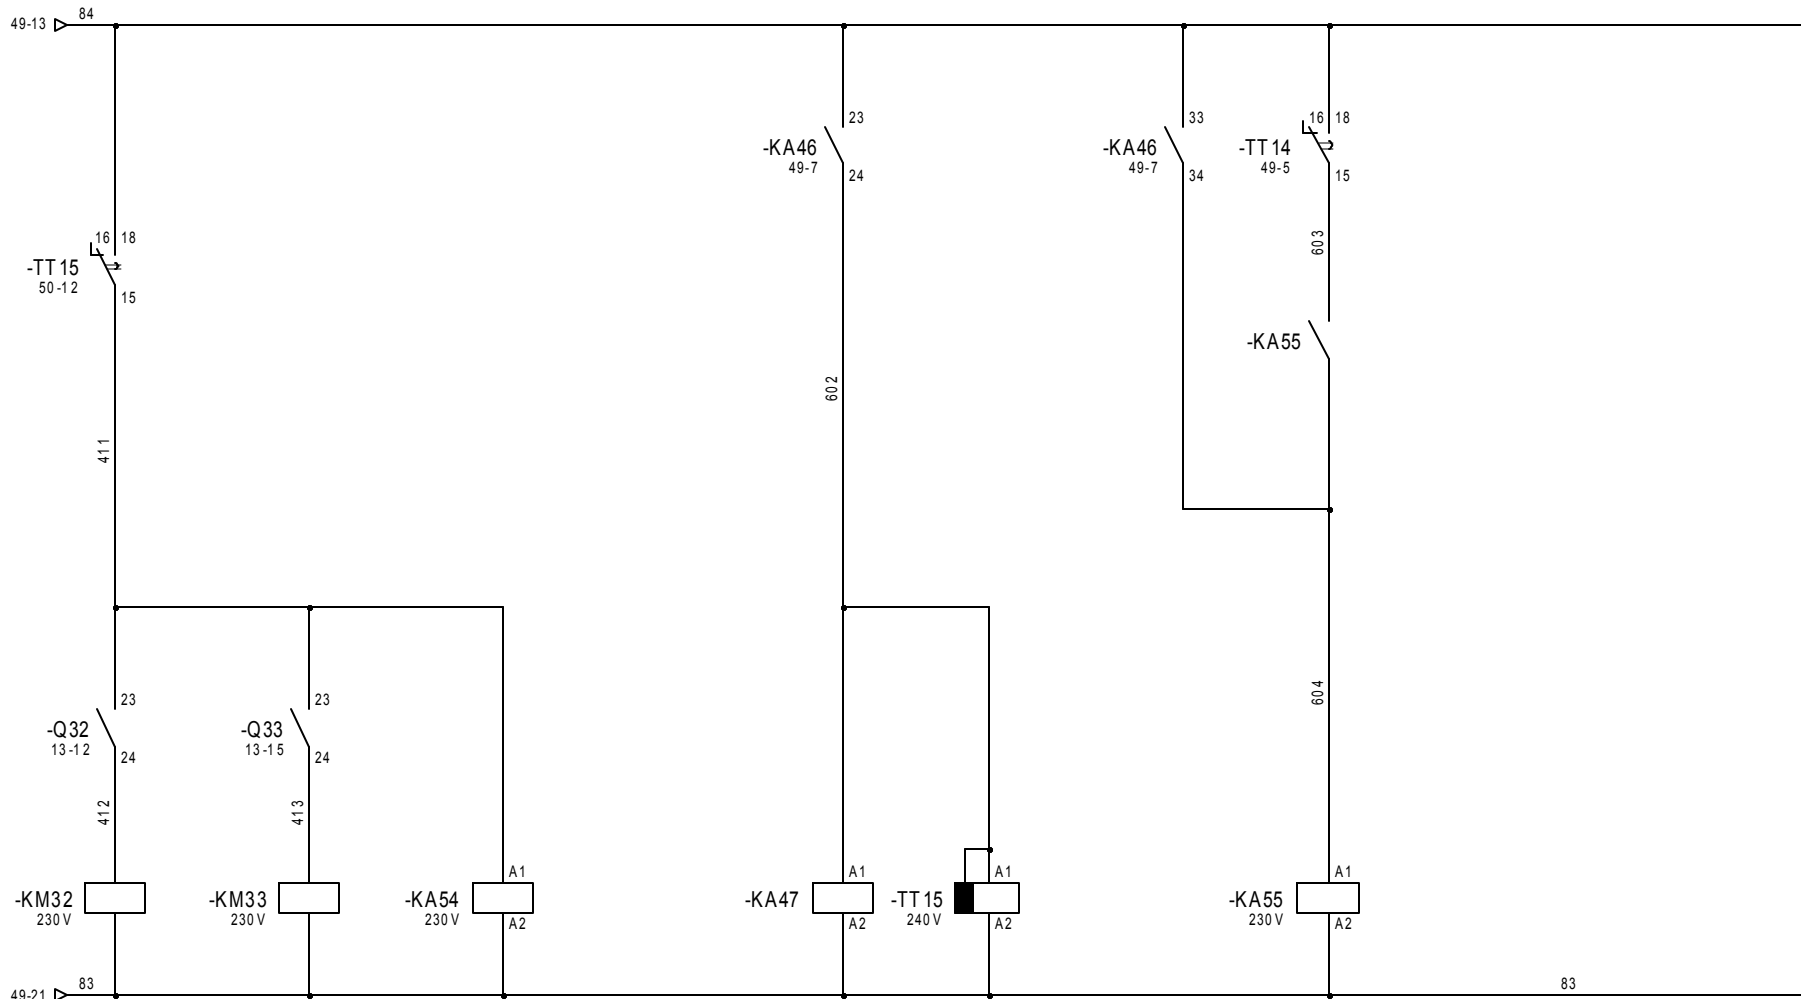 84
49-13
23
33
16 18
-KA46
49-7
24
-KA46
49-7
34
-TT14
49-5
15
16 18
-TT15
50-12
15
603
-KA55
602
411
604
23
-Q32
13-12
24
23
-Q33
13-15
24
412
413
-KM32
230V
-KM33
230V
A1
-KA54
230V
A2
A1
-KA47
A2
A1
-TT15
240V
A2
A1
-KA55
230V
A2
83
49-21
83